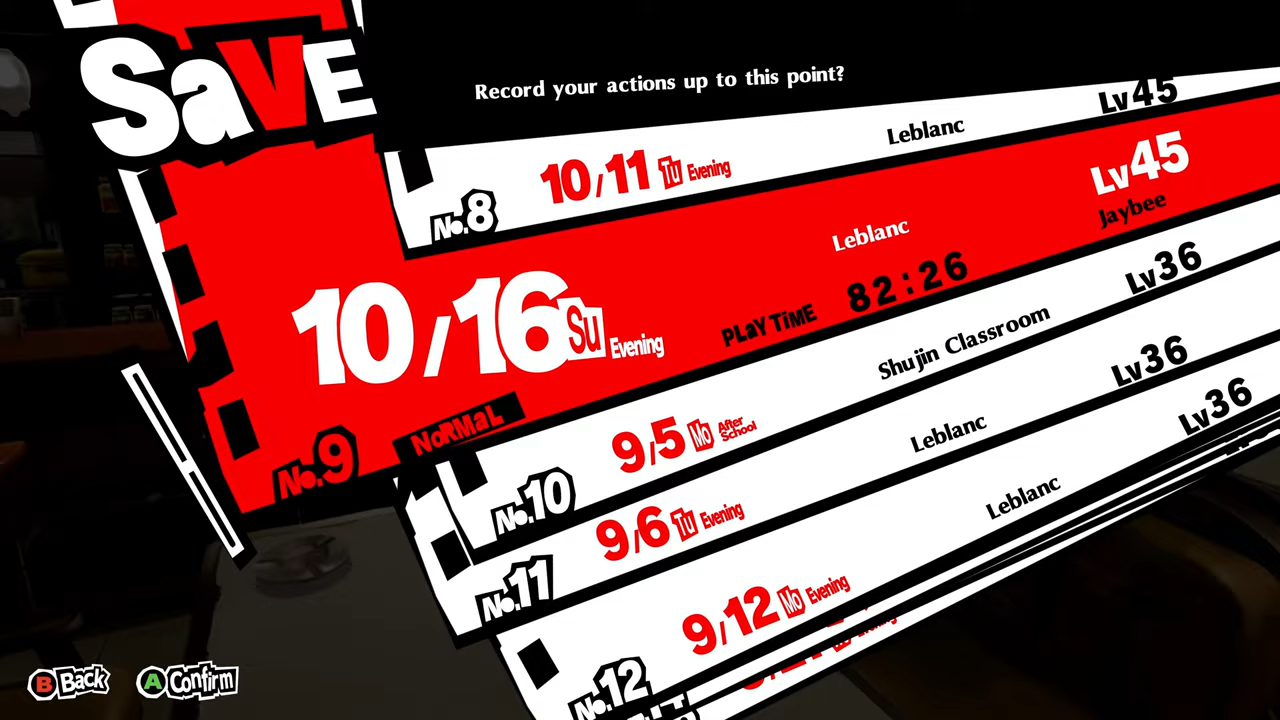 SaVE
Record your actions up to this point?
No.8 10/11 Tu Evening Leblanc Lv45
No.9 10/16 Su Evening Leblanc Lv45
NoRMaL PLaY TiME 82:26 Jaybee
No.10 9/5 Mo After School Shujin Classroom Lv36
No.11 9/6 Tu Evening Leblanc Lv36
No.12 9/12 Mo Evening Leblanc Lv36
B Back A Confirm